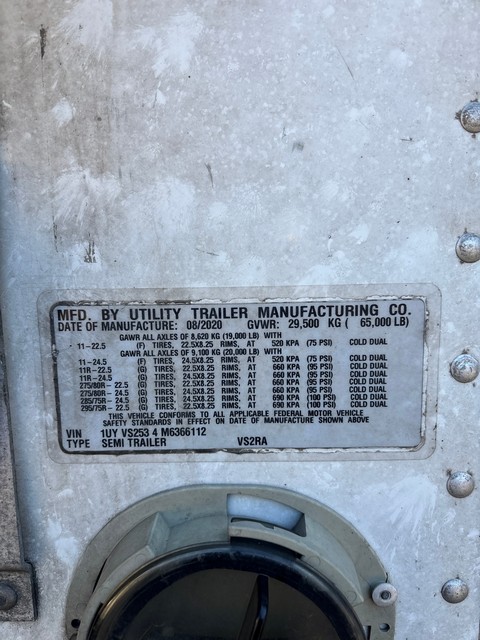 MFD. BY UTILITY TRAILER MANUFACTURING CO.
DATE OF MANUFACTURE: 08/2020 GVWR: 29,500 KG ( 65,000 LB)
GAWR ALL AXLES OF 8,620 KG (19,000 LB) WITH
- 11-22.5 (F) TIRES, 22.5X8.25 RIMS, AT 520 KPA (75 PSI) COLD DUAL
GAWR ALL AXLES OF 9,100 KG (20,000 LB) WITH
11-24.5 (F) TIRES, 24.5X8.25 RIMS, AT 520 KPA (75 PSI) COLD DUAL
11R-22.5 (G) TIRES, 22.5X8.25 RIMS, AT 660 KPA (95 PSI) COLD DUAL
11R-24.5 (G) TIRES, 24.5X8.25 RIMS, AT 660 KPA (95 PSI) COLD DUAL
275/80R- 22.5 (G) TIRES, 22.5X8.25 RIMS, AT 660 KPA (95 PSI) COLD DUAL
275/80R- 24.5 (G) TIRES, 24.5X8.25 RIMS, AT 660 KPA (95 PSI) COLD DUAL
285/75R- 24.5 (G) TIRES, 24.5X8.25 RIMS, AT 690 KPA (100 PSI) COLD DUAL
295/75R- 22.5 (G) TIRES, 22.5X8.25 RIMS, AT 690 KPA (100 PSI) COLD DUAL
THIS VEHICLE CONFORMS TO ALL APPLICABLE FEDERAL MOTOR VEHICLE
SAFETY STANDARDS IN EFFECT ON DATE OF MANUFACTURE SHOWN ABOVE
VIN 1UY VS253 4 M6366112
TYPE SEMI TRAILER VS2RA